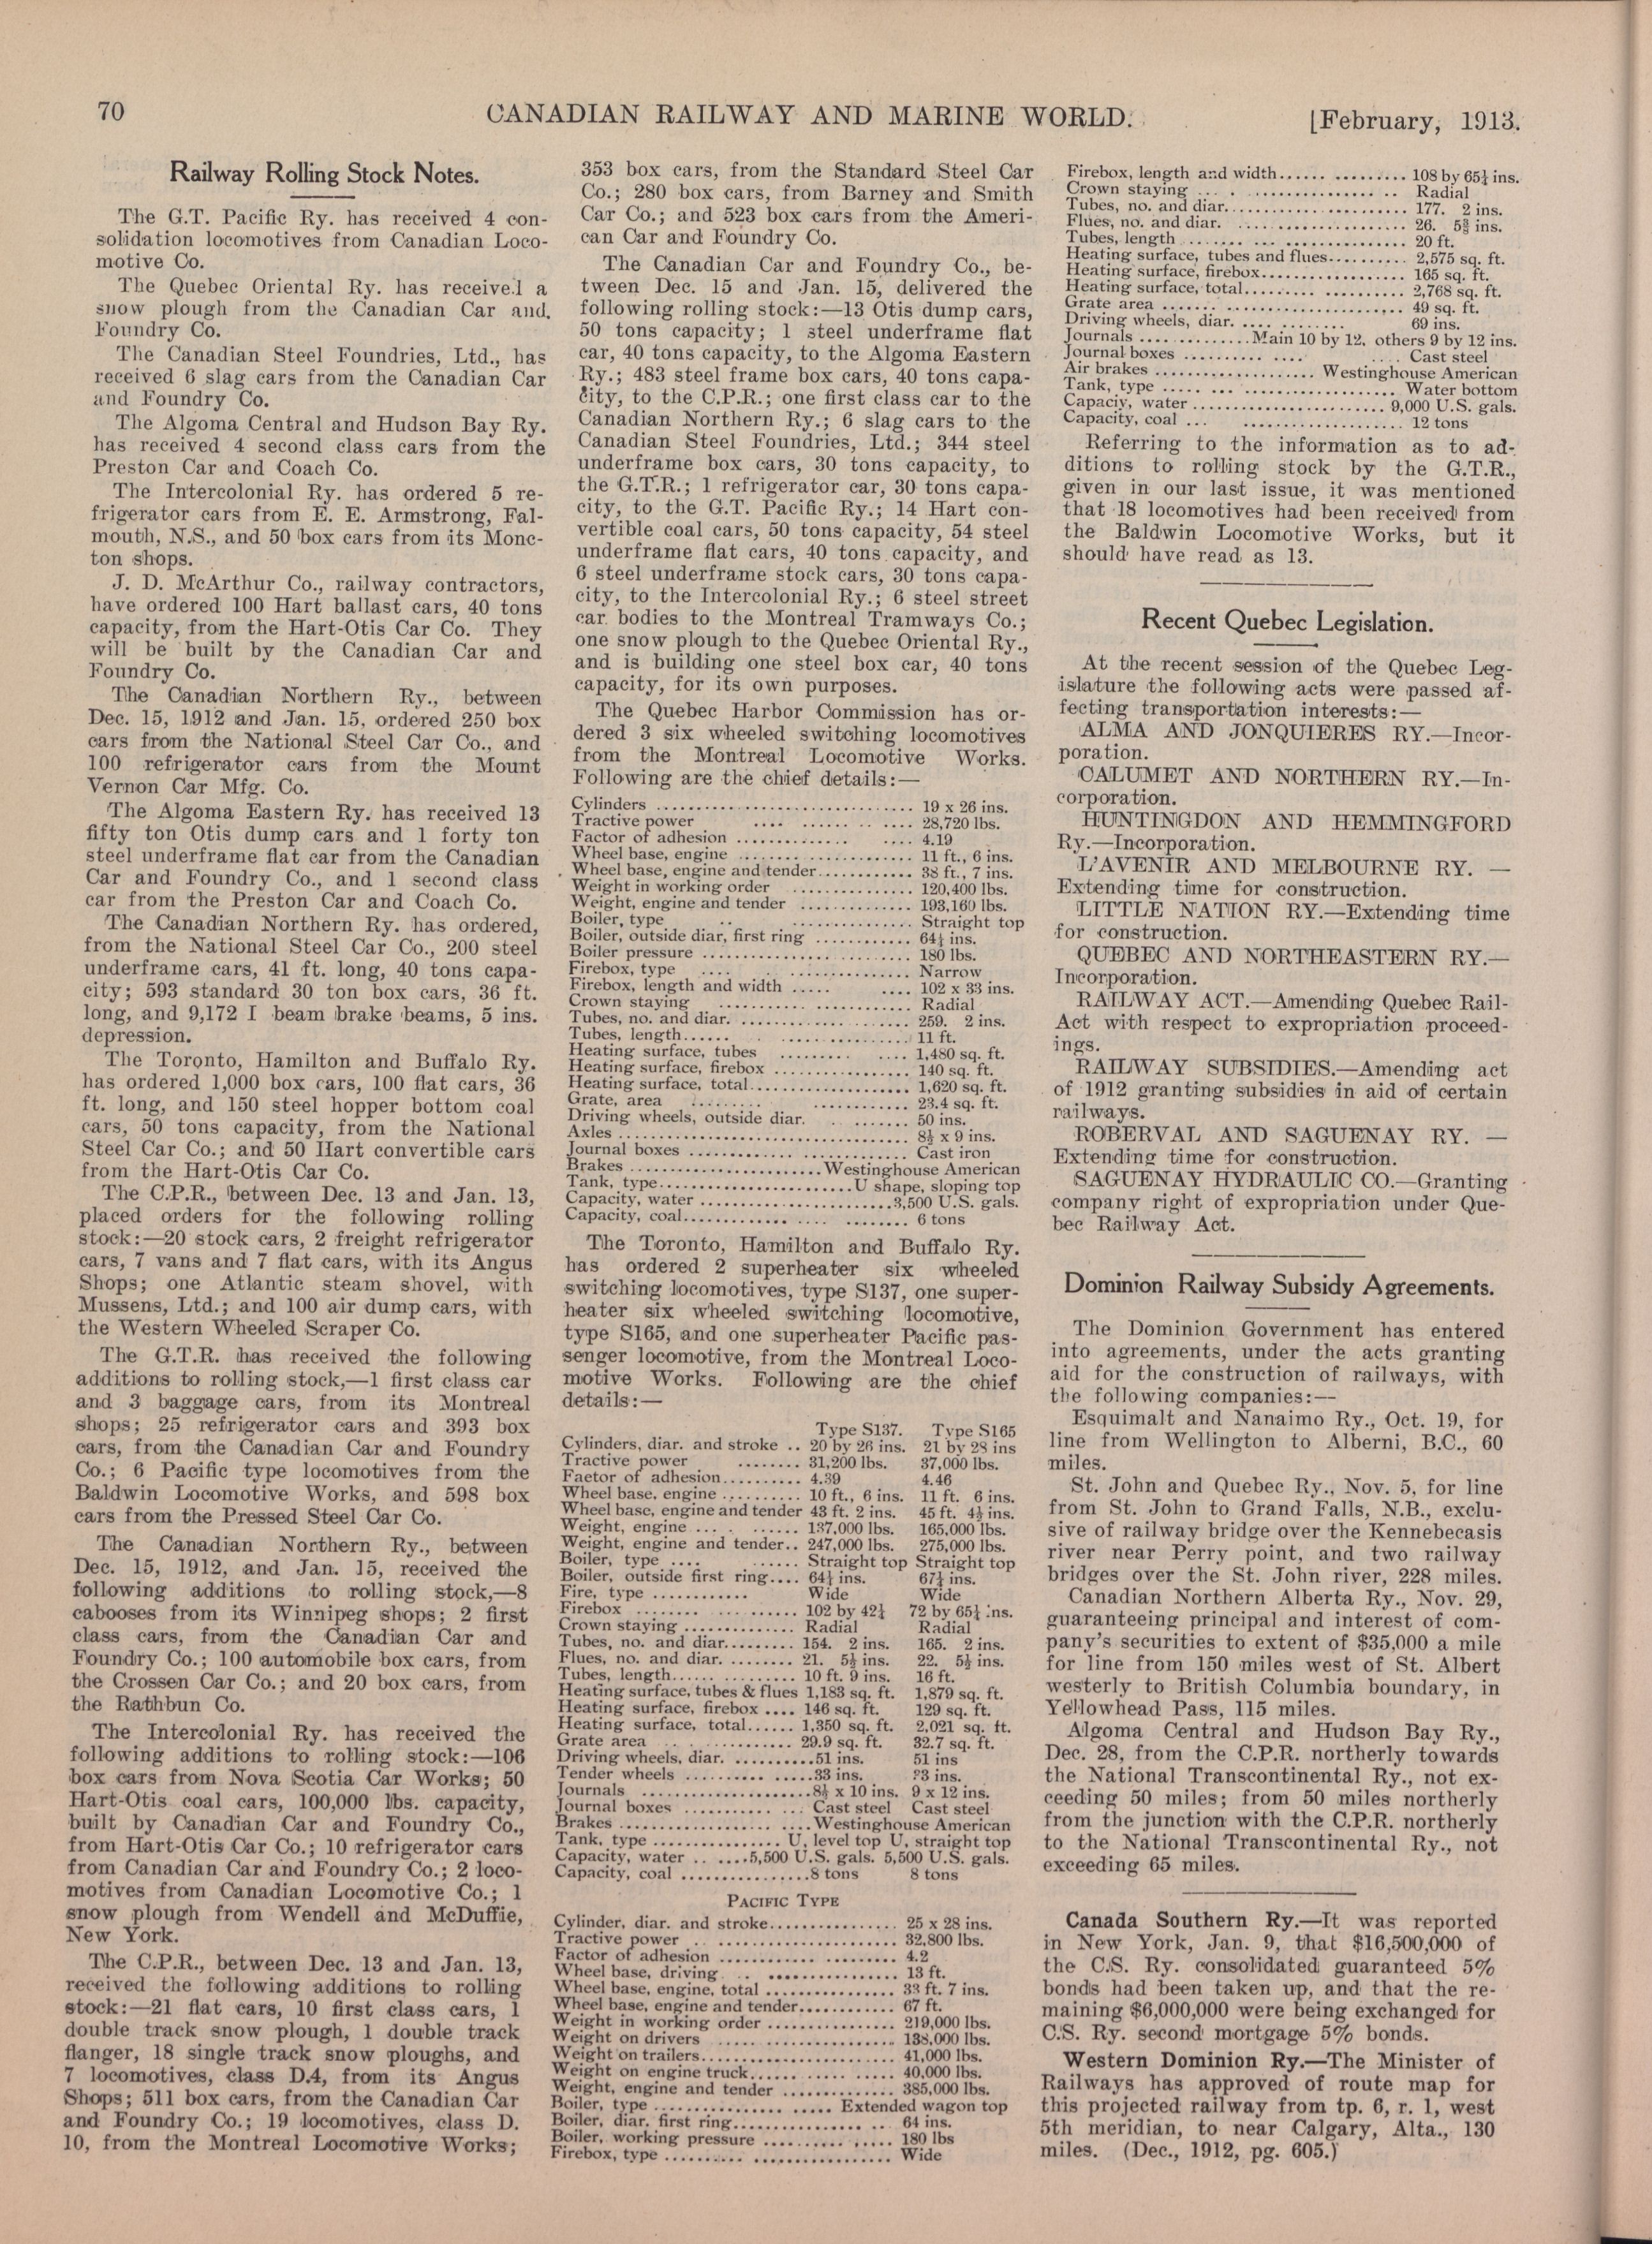 70
CANADIAN RAILWAY AND MARINE WORLD.
[February, 1913.
Railway Rolling Stock Notes.
The G.T. Pacific Ry. has received 4 con-
solidation locomotives from Canadian Loco-
motive Co.
The Quebec Oriental Ry. has received a
snow plough from the Canadian Car and
Foundry Co.
The Canadian Steel Foundries, Ltd., has
received 6 slag cars from the Canadian Car
and Foundry Co.
The Algoma Central and Hudson Bay Ry.
has received 4 second class cars from the
Preston Car and Coach Co.
The Intercolonial Ry. has ordered 5 re-
frigerator cars from E. E. Armstrong, Fal-
mouth, N.S., and 50 box cars from its Monc-
ton shops.
J. D. McArthur Co., railway contractors,
have ordered 100 Hart ballast cars, 40 tons
capacity, from the Hart-Otis Car Co. They
will be built by the Canadian Car and
Foundry Co.
The Canadian Northern Ry., between
Dec. 15, 1912 and Jan. 15, ordered 250 box
cars from the National Steel Car Co., and
100 refrigerator cars from the Mount
Vernon Car Mfg. Co.
The Algoma Eastern Ry. has received 13
fifty ton Otis dump cars and 1 forty ton
steel underframe flat car from the Canadian
Car and Foundry Co., and 1 second class
car from the Preston Car and Coach Co.
The Canadian Northern Ry. has ordered,
from the National Steel Car Co., 200 steel
underframe cars, 41 ft. long, 40 tons capa-
city; 593 standard 30 ton box cars, 36 ft.
long, and 9,172 I beam brake beams, 5 ins.
depression.
The Toronto, Hamilton and Buffalo Ry.
has ordered 1,000 box cars, 100 flat cars, 36
ft. long, and 150 steel hopper bottom coal
cars, 50 tons capacity, from the National
Steel Car Co.; and 50 Hart convertible cars
from the Hart-Otis Car Co.
The C.P.R., between Dec. 13 and Jan. 13,
placed orders for the following rolling
stock:—20 stock cars, 2 freight refrigerator
cars, 7 vans and 7 flat cars, with its Angus
Shops; one Atlantic steam shovel, with
Mussens, Ltd.; and 100 air dump cars, with
the Western Wheeled Scraper Co.
The G.T.R. has received the following
additions to rolling stock,—1 first class car
and 3 baggage cars, from its Montreal
shops; 25 refrigerator cars and 393 box
cars, from the Canadian Car and Foundry
Co.; 6 Pacific type locomotives from the
Baldwin Locomotive Works, and 598 box
cars from the Pressed Steel Car Co.
The Canadian Northern Ry., between
Dec. 15, 1912, and Jan. 15, received the
following additions to rolling stock,—8
cabooses from its Winnipeg shops; 2 first
class cars, from the Canadian Car and
Foundry Co.; 100 automobile box cars, from
the Crossen Car Co.; and 20 box cars, from
the Rathbun Co.
The Intercolonial Ry. has received the
following additions to rolling stock:—106
box cars from Nova Scotia Car Works; 50
Hart-Otis coal cars, 100,000 lbs. capacity,
built by Canadian Car and Foundry Co.,
from Hart-Otis Car Co.; 10 refrigerator cars
from Canadian Car and Foundry Co.; 2 loco-
motives from Canadian Locomotive Co.; 1
snow plough from Wendell and McDuffie,
New York.
The C.P.R., between Dec. 13 and Jan. 13,
received the following additions to rolling
stock:—21 flat cars, 10 first class cars, 1
double track snow plough, 1 double track
flanger, 18 single track snow ploughs, and
7 locomotives, class D.4, from its Angus
Shops; 511 box cars, from the Canadian Car
and Foundry Co.; 19 locomotives, class D.
10, from the Montreal Locomotive Works;
353 box cars, from the Standard Steel Car
Co.; 280 box cars, from Barney and Smith
Car Co.; and 523 box cars from the Ameri-
can Car and Foundry Co.
The Canadian Car and Foundry Co., be-
tween Dec. 15 and Jan. 15, delivered the
following rolling stock:—13 Otis dump cars,
50 tons capacity; 1 steel underframe flat
car, 40 tons capacity, to the Algoma Eastern
Ry.; 483 steel frame box cars, 40 tons capa-
city, to the C.P.R.; one first class car to the
Canadian Northern Ry.; 6 slag cars to the
Canadian Steel Foundries, Ltd.; 344 steel
underframe box cars, 30 tons capacity, to
the G.T.R.; 1 refrigerator car, 30 tons capa-
city, to the G.T. Pacific Ry.; 14 Hart con-
vertible coal cars, 50 tons capacity, 54 steel
underframe flat cars, 40 tons capacity, and
6 steel underframe stock cars, 30 tons capa-
city, to the Intercolonial Ry.; 6 steel street
car bodies to the Montreal Tramways Co.;
one snow plough to the Quebec Oriental Ry.,
and is building one steel box car, 40 tons
capacity, for its own purposes.
The Quebec Harbor Commission has or-
dered 3 six wheeled switching locomotives
from the Montreal Locomotive Works.
Following are the chief details:—
Cylinders ........ 19 x 26 ins.
Tractive power ........ 28,720 lbs.
Factor of adhesion ........ 4.19
Wheel base, engine ........ 11 ft., 6 ins.
Wheel base, engine and tender........ 38 ft., 7 ins.
Weight in working order ........ 120,400 lbs.
Weight, engine and tender ........ 193,160 lbs.
Boiler, type ........ Straight top
Boiler, outside diar, first ring ........ 64¼ ins.
Boiler pressure ........ 180 lbs.
Firebox, type ........ Narrow
Firebox, length and width ........ 102 x 33 ins.
Crown staying ........ Radial
Tubes, no. and diar. ........ 259. 2 ins.
Tubes, length........ 11 ft.
Heating surface, tubes ........ 1,480 sq. ft.
Heating surface, firebox ........ 140 sq. ft.
Heating surface, total........ 1,620 sq. ft.
Grate, area ........ 23.4 sq. ft.
Driving wheels, outside diar. ........ 50 ins.
Axles ........ 8½ x 9 ins.
Journal boxes ........ Cast iron
Brakes ........Westinghouse American
Tank, type........U shape, sloping top
Capacity, water ........3,500 U.S. gals.
Capacity, coal........ 6 tons
The Toronto, Hamilton and Buffalo Ry.
has ordered 2 superheater six wheeled
switching locomotives, type S137, one super-
heater six wheeled switching locomotive,
type S165, and one superheater Pacific pas-
senger locomotive, from the Montreal Loco-
motive Works. Following are the chief
details:—
Type S137. Type S165
Cylinders, diar. and stroke .. 20 by 26 ins. 21 by 28 ins
Tractive power ........ 31,200 lbs. 37,000 lbs.
Factor of adhesion........ 4.39 4.46
Wheel base, engine ........ 10 ft., 6 ins. 11 ft. 6 ins.
Wheel base, engine and tender 43 ft. 2 ins. 45 ft. 4½ ins.
Weight, engine ........ 137,000 lbs. 165,000 lbs.
Weight, engine and tender.. 247,000 lbs. 275,000 lbs.
Boiler, type ........ Straight top Straight top
Boiler, outside first ring.... 64¼ ins. 67¼ ins.
Fire, type ........ Wide Wide
Firebox ........ 102 by 42¼ 72 by 65¼ ins.
Crown staying ........ Radial Radial
Tubes, no. and diar........ 154. 2 ins. 165. 2 ins.
Flues, no. and diar. ........ 21. 5½ ins. 22. 5½ ins.
Tubes, length........ 10 ft. 9 ins. 16 ft.
Heating surface, tubes & flues 1,183 sq. ft. 1,879 sq. ft.
Heating surface, firebox .... 146 sq. ft. 129 sq. ft.
Heating surface, total...... 1,350 sq. ft. 2,021 sq. ft.
Grate area ........ 29.9 sq. ft. 32.7 sq. ft.
Driving wheels, diar. ........51 ins. 51 ins
Tender wheels ........33 ins. 33 ins.
Journals ........8½ x 10 ins. 9 x 12 ins.
Journal boxes ........ Cast steel Cast steel
Brakes ........Westinghouse American
Tank, type ........ U, level top U, straight top
Capacity, water ......5,500 U.S. gals. 5,500 U.S. gals.
Capacity, coal ........8 tons 8 tons
PACIFIC TYPE
Cylinder, diar. and stroke........ 25 x 28 ins.
Tractive power ........ 32,800 lbs.
Factor of adhesion ........ 4.2
Wheel base, driving ........ 13 ft.
Wheel base, engine, total ........ 33 ft. 7 ins.
Wheel base, engine and tender........ 67 ft.
Weight in working order ........ 219,000 lbs.
Weight on drivers ........ 138,000 lbs.
Weight on trailers........ 41,000 lbs.
Weight on engine truck........ 40,000 lbs.
Weight, engine and tender ........ 385,000 lbs.
Boiler, type ........ Extended wagon top
Boiler, diar. first ring........ 64 ins.
Boiler, working pressure ........ 180 lbs
Firebox, type ........ Wide
Firebox, length and width........ 108 by 65¼ ins.
Crown staying ........ Radial
Tubes, no. and diar........ 177. 2 ins.
Flues, no. and diar. ........ 26. 5⅜ ins.
Tubes, length ........ 20 ft.
Heating surface, tubes and flues........ 2,575 sq. ft.
Heating surface, firebox........ 165 sq. ft.
Heating surface, total........ 2,768 sq. ft.
Grate area ........ 49 sq. ft.
Driving wheels, diar. ........ 69 ins.
Journals ........Main 10 by 12, others 9 by 12 ins.
Journal boxes ........ Cast steel
Air brakes ........ Westinghouse American
Tank, type ........ Water bottom
Capaciy, water ........ 9,000 U.S. gals.
Capacity, coal ........ 12 tons
Referring to the information as to ad-
ditions to rolling stock by the G.T.R.,
given in our last issue, it was mentioned
that 18 locomotives had been received from
the Baldwin Locomotive Works, but it
should have read as 13.
Recent Quebec Legislation.
At the recent session of the Quebec Leg-
islature the following acts were passed af-
fecting transportation interests:—
ALMA AND JONQUIERES RY.—Incor-
poration.
CALUMET AND NORTHERN RY.—In-
corporation.
HUNTINGDON AND HEMMINGFORD
Ry.—Incorporation.
L'AVENIR AND MELBOURNE RY. —
Extending time for construction.
LITTLE NATION RY.—Extending time
for construction.
QUEBEC AND NORTHEASTERN RY.—
Incorporation.
RAILWAY ACT.—Amending Quebec Rail-
Act with respect to expropriation proceed-
ings.
RAILWAY SUBSIDIES.—Amending act
of 1912 granting subsidies in aid of certain
railways.
ROBERVAL AND SAGUENAY RY. —
Extending time for construction.
SAGUENAY HYDRAULIC CO.—Granting
company right of expropriation under Que-
bec Railway Act.
Dominion Railway Subsidy Agreements.
The Dominion Government has entered
into agreements, under the acts granting
aid for the construction of railways, with
the following companies:—
Esquimalt and Nanaimo Ry., Oct. 19, for
line from Wellington to Alberni, B.C., 60
miles.
St. John and Quebec Ry., Nov. 5, for line
from St. John to Grand Falls, N.B., exclu-
sive of railway bridge over the Kennebecasis
river near Perry point, and two railway
bridges over the St. John river, 228 miles.
Canadian Northern Alberta Ry., Nov. 29,
guaranteeing principal and interest of com-
pany's securities to extent of $35,000 a mile
for line from 150 miles west of St. Albert
westerly to British Columbia boundary, in
Yellowhead Pass, 115 miles.
Algoma Central and Hudson Bay Ry.,
Dec. 28, from the C.P.R. northerly towards
the National Transcontinental Ry., not ex-
ceeding 50 miles; from 50 miles northerly
from the junction with the C.P.R. northerly
to the National Transcontinental Ry., not
exceeding 65 miles.
Canada Southern Ry.—It was reported
in New York, Jan. 9, that $16,500,000 of
the C.S. Ry. consolidated guaranteed 5%
bonds had been taken up, and that the re-
maining $6,000,000 were being exchanged for
C.S. Ry. second mortgage 5% bonds.
Western Dominion Ry.—The Minister of
Railways has approved of route map for
this projected railway from tp. 6, r. 1, west
5th meridian, to near Calgary, Alta., 130
miles. (Dec., 1912, pg. 605.)